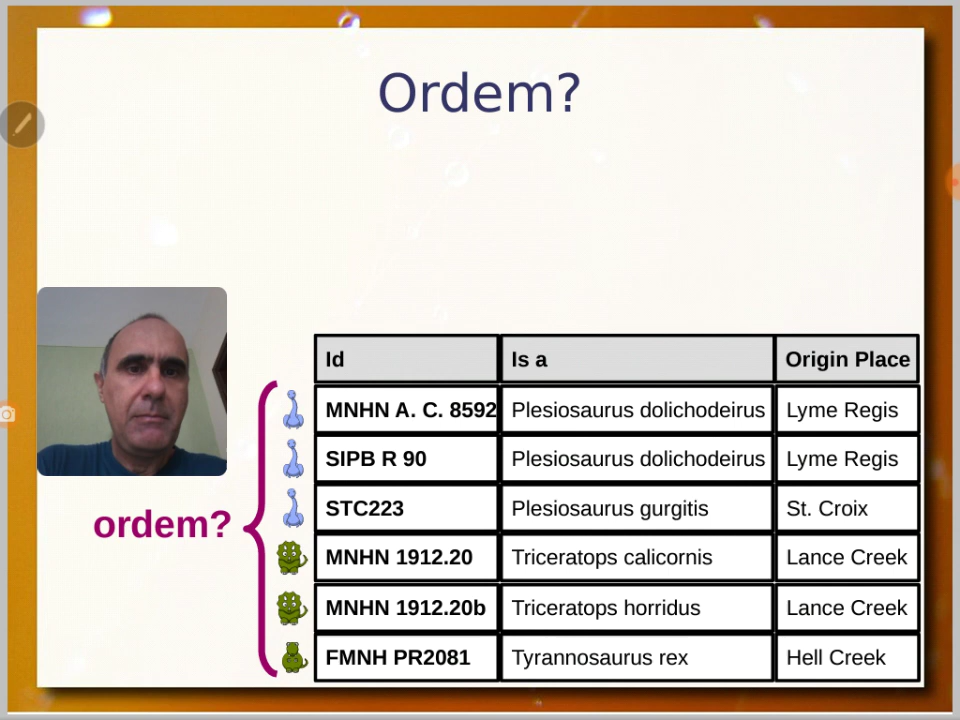 Ordem?
Id Is a Origin Place
MNHN A. C. 8592 Plesiosaurus dolichodeirus Lyme Regis
SIPB R 90 Plesiosaurus dolichodeirus Lyme Regis
STC223 Plesiosaurus gurgitis St. Croix
ordem?
MNHN 1912.20 Triceratops calicornis Lance Creek
MNHN 1912.20b Triceratops horridus Lance Creek
FMNH PR2081 Tyrannosaurus rex Hell Creek